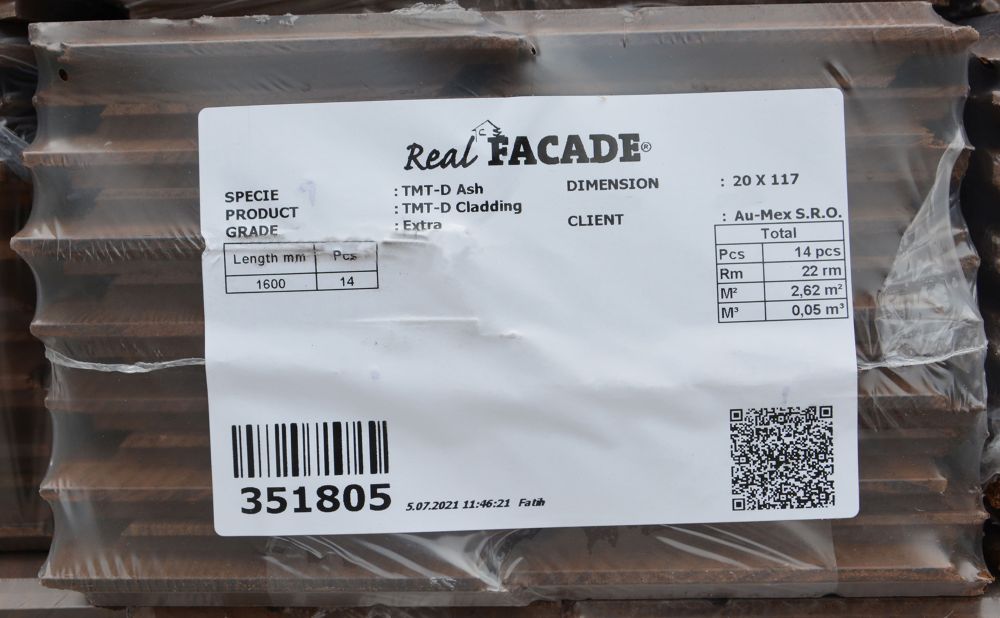 Real FACADE®
SPECIE : TMT-D Ash DIMENSION : 20 X 117
PRODUCT : TMT-D Cladding
GRADE : Extra CLIENT : Au-Mex S.R.O.
Length mm Pcs
1600 14
Total
Pcs 14 pcs
Rm 22 rm
M² 2,62 m²
M³ 0,05 m³
351805 5.07.2021 11:46:21 Fatih